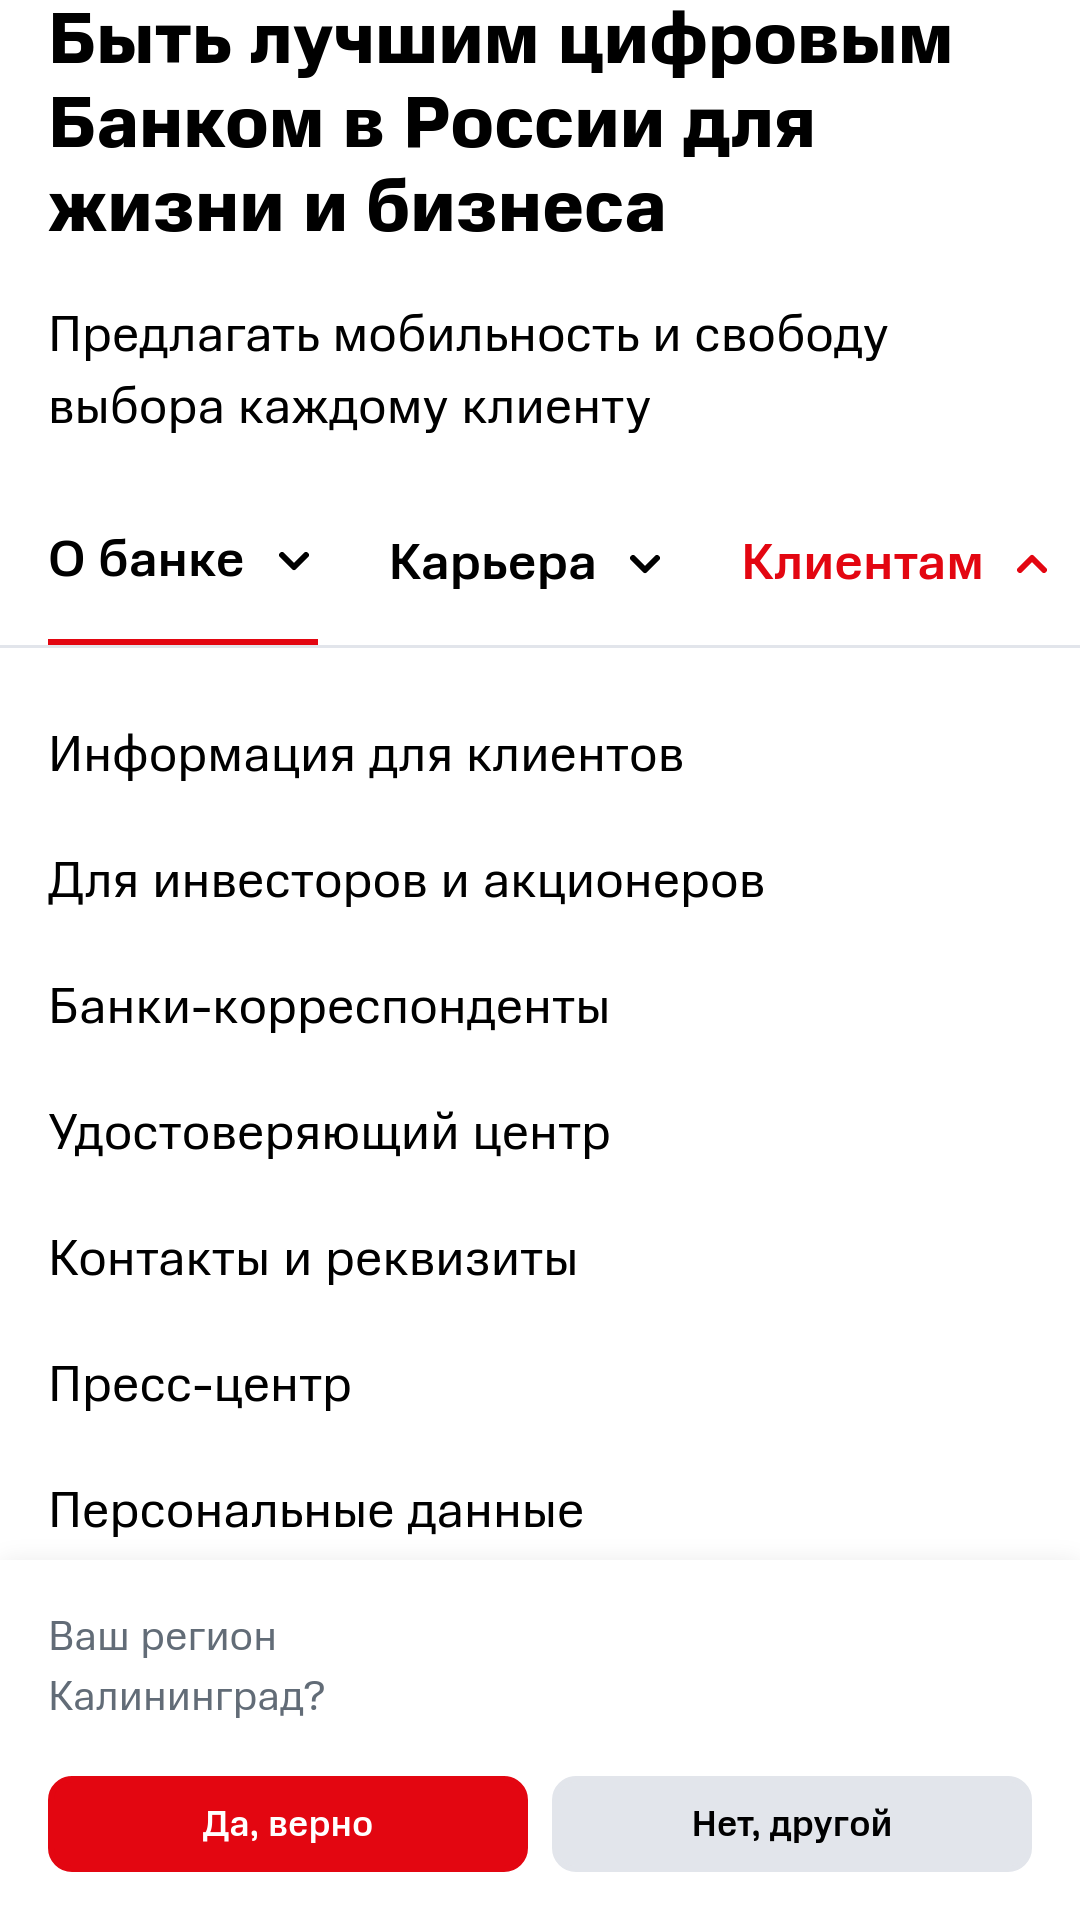 Быть лучшим цифровым
Банком в России для
жизни и бизнеса
Предлагать мобильность и свободу
выбора каждому клиенту
О банке
Карьера
Клиентам
Информация для клиентов
Для инвесторов и акционеров
Банки-корреспонденты
Удостоверяющий центр
Контакты и реквизиты
Пресс-центр
Персональные данные
Ваш регион
Калининград?
Да, верно
Нет, другой